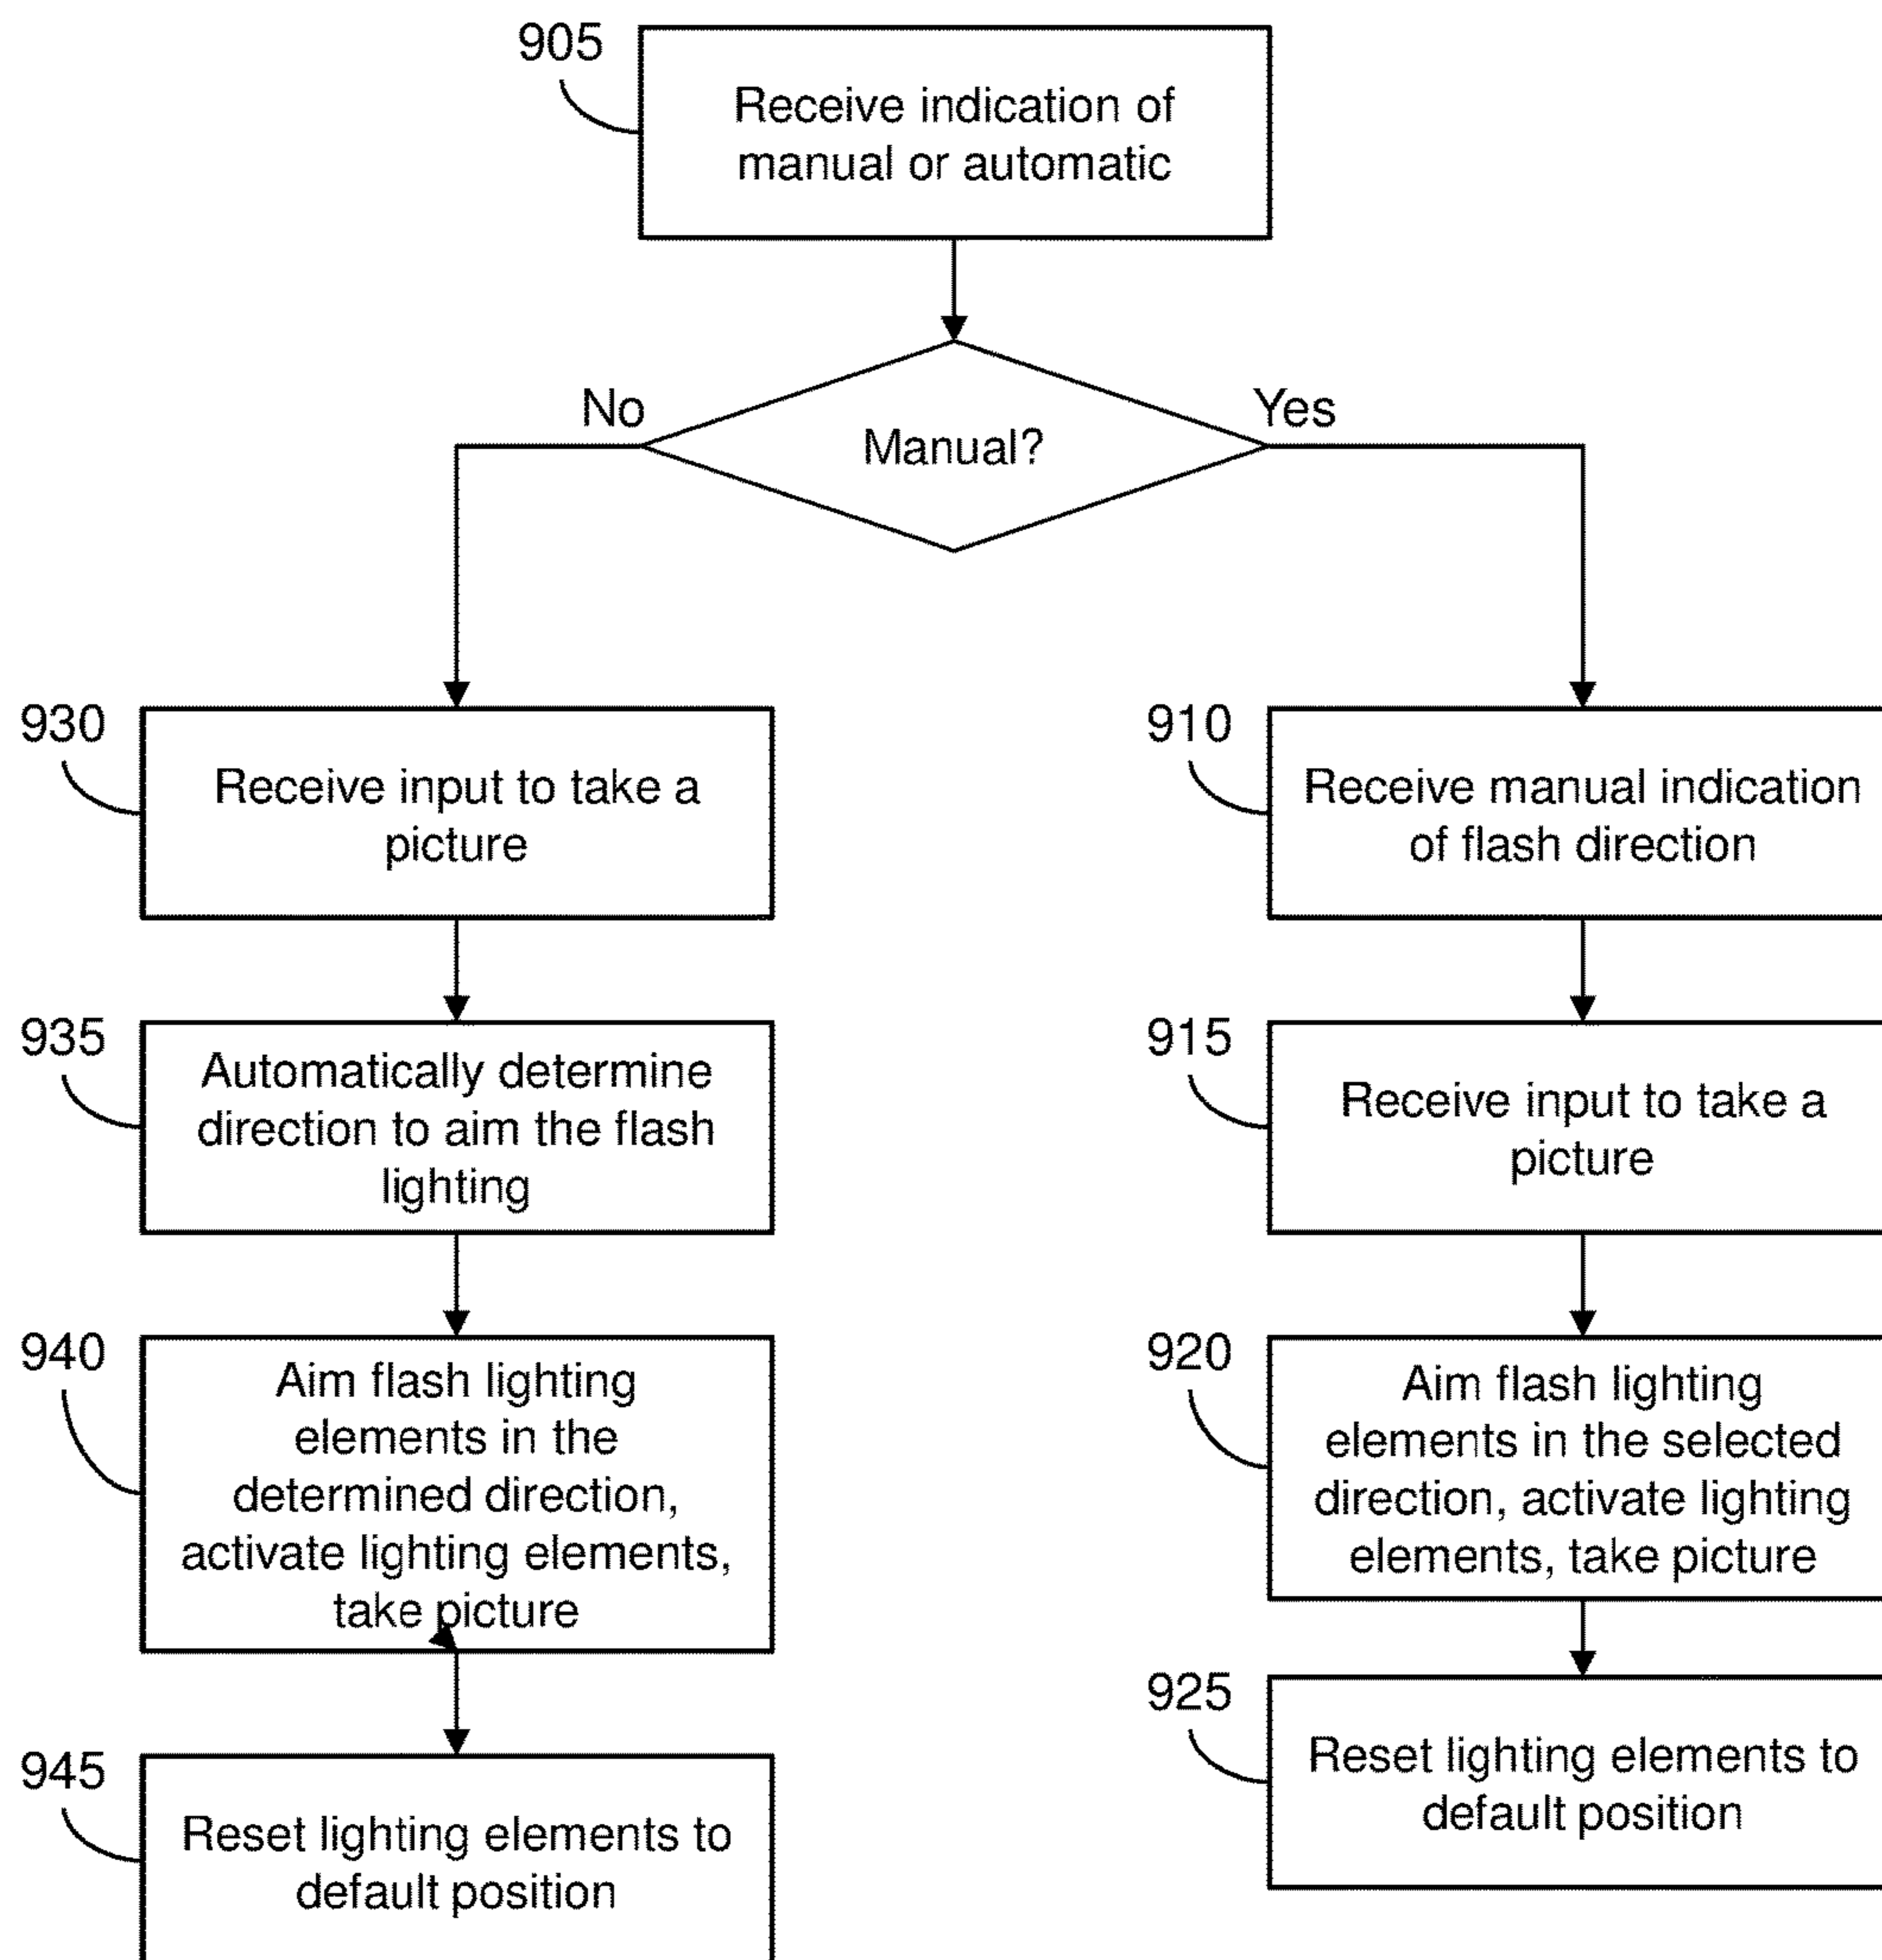 905
Receive indication of
manual or automatic
No
Manual?
Yes
930
Receive input to take a
picture
910
Receive manual indication
of flash direction
935
Automatically determine
direction to aim the flash
lighting
915
Receive input to take a
picture
940
Aim flash lighting
elements in the
determined direction,
activate lighting elements,
take picture
920
Aim flash lighting
elements in the selected
direction, activate lighting
elements, take picture
945
Reset lighting elements to
default position
925
Reset lighting elements to
default position